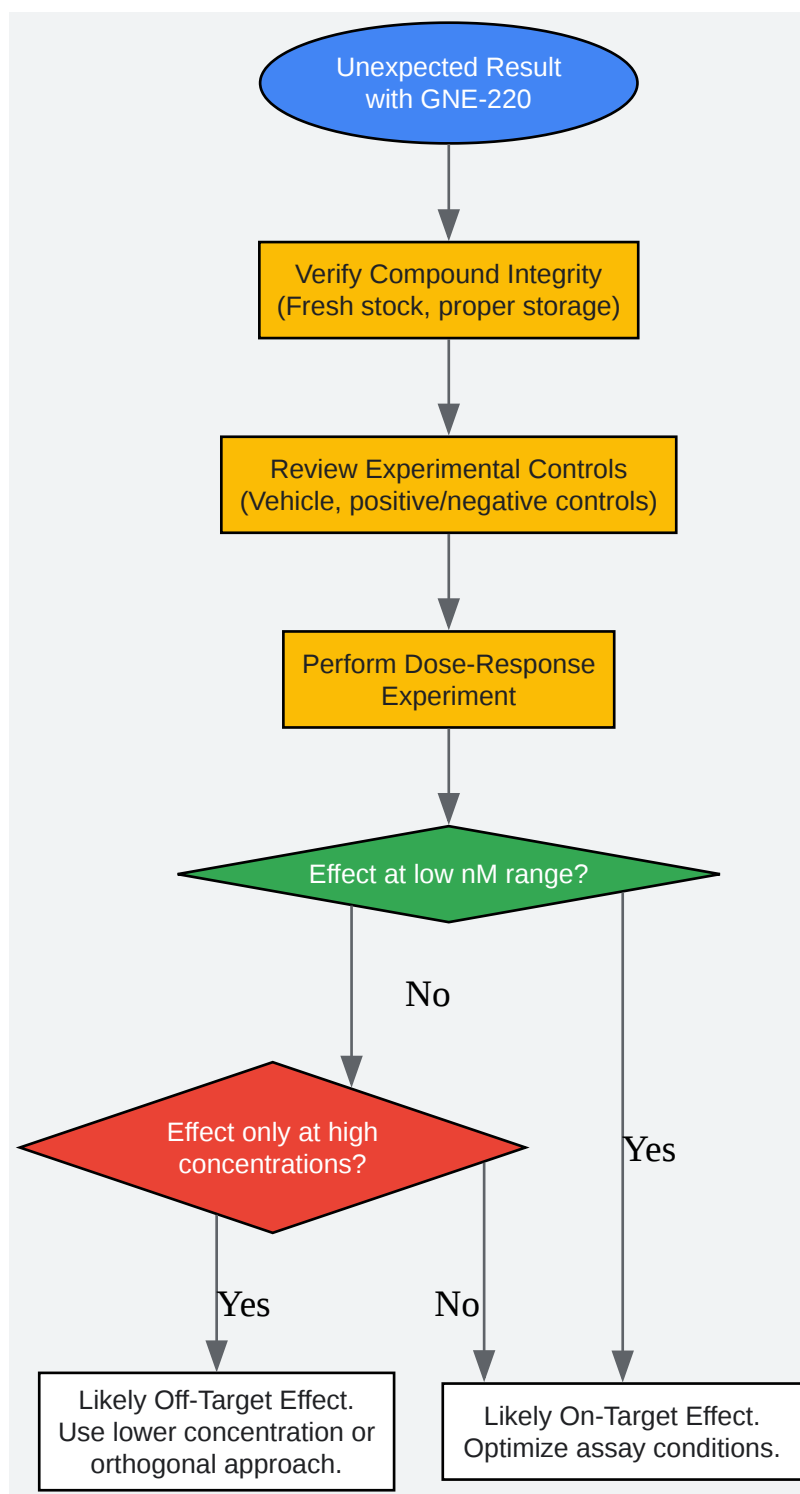 Unexpected Result
with GNE-220
Verify Compound Integrity
(Fresh stock, proper storage)
Review Experimental Controls
(Vehicle, positive/negative controls)
Perform Dose-Response
Experiment
Effect at low nM range?
No
Effect only at high
concentrations?
Yes
Yes
No
Likely Off-Target Effect.
Use lower concentration or
orthogonal approach.
Likely On-Target Effect.
Optimize assay conditions.